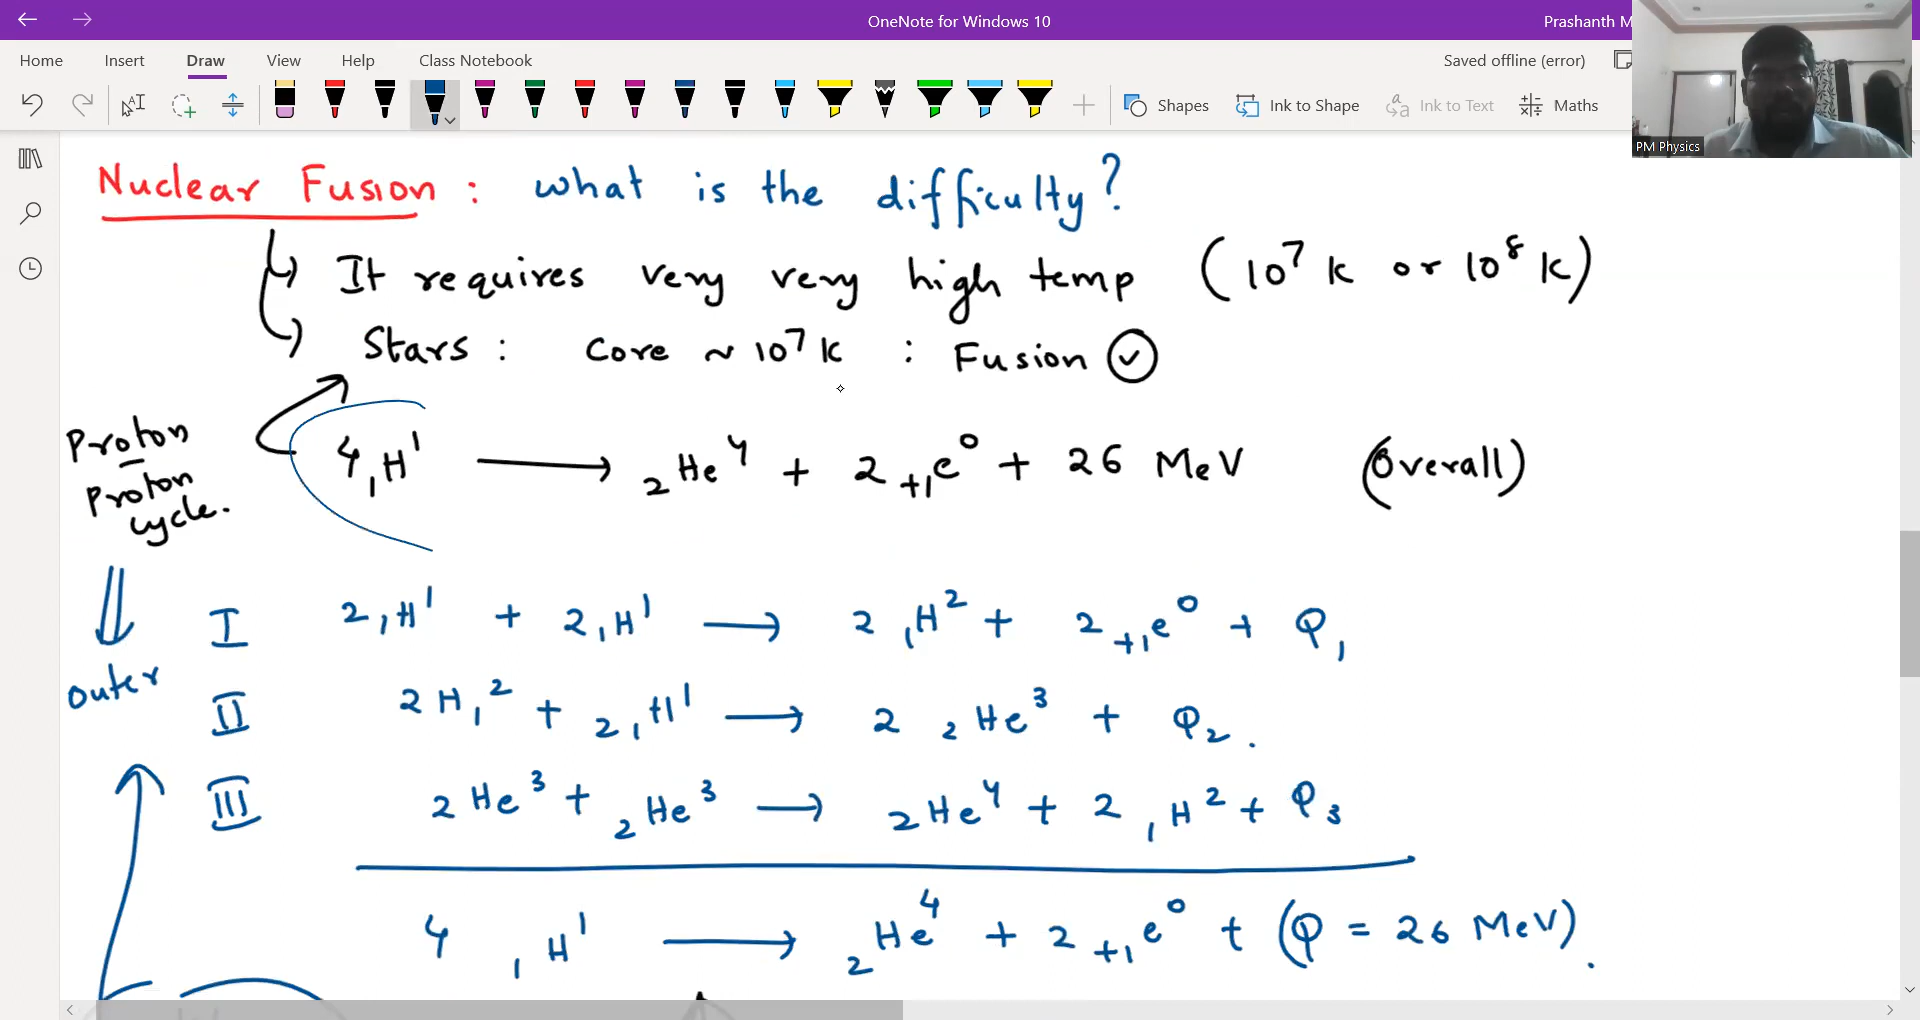 OneNote for Windows 10
Prashanth M
Home Insert Draw View Help Class Notebook
Saved offline (error)
Shapes Ink to Shape Ink to Text Maths
PM Physics
Nuclear Fusion : what is the difficulty?
It requires very very high temp (10⁷ K or 10⁸ K)
Stars : Core ~ 10⁷ K : Fusion ✓
Proton
Proton
cycle.
4 ₁H¹ → ₂He⁴ + 2 ₊₁e⁰ + 26 MeV (Overall)
I 2 ₁H¹ + 2 ₁H¹ → 2 ₁H² + 2 ₊₁e⁰ + Q₁
outer
II 2 H₁² + 2 ₁H¹ → 2 ₂He³ + Q₂.
III ₂He³ + ₂He³ → ₂He⁴ + 2 ₁H² + Q₃
4 ₁H¹ → ₂He⁴ + 2 ₊₁e⁰ + (Q = 26 MeV).